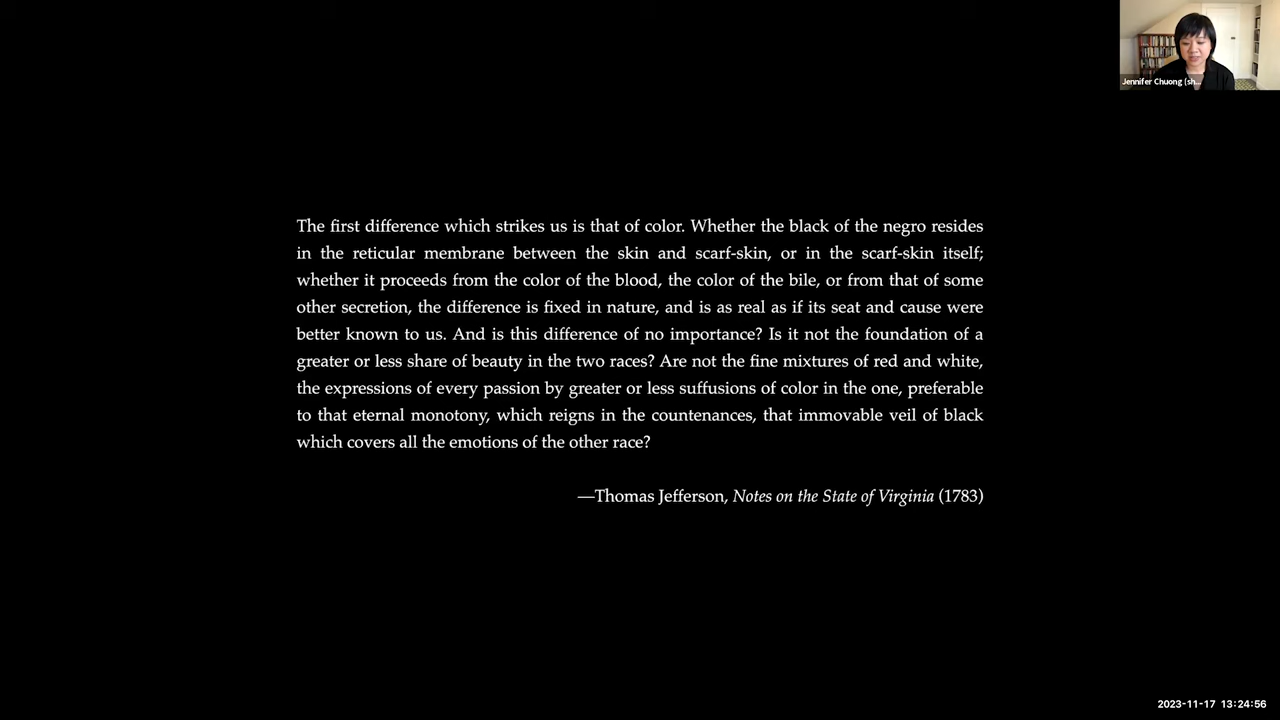 Jennifer Chuong (sh...
The first difference which strikes us is that of color. Whether the black of the negro resides
in the reticular membrane between the skin and scarf-skin, or in the scarf-skin itself;
whether it proceeds from the color of the blood, the color of the bile, or from that of some
other secretion, the difference is fixed in nature, and is as real as if its seat and cause were
better known to us. And is this difference of no importance? Is it not the foundation of a
greater or less share of beauty in the two races? Are not the fine mixtures of red and white,
the expressions of every passion by greater or less suffusions of color in the one, preferable
to that eternal monotony, which reigns in the countenances, that immovable veil of black
which covers all the emotions of the other race?
—Thomas Jefferson, Notes on the State of Virginia (1783)
2023-11-17 13:24:56